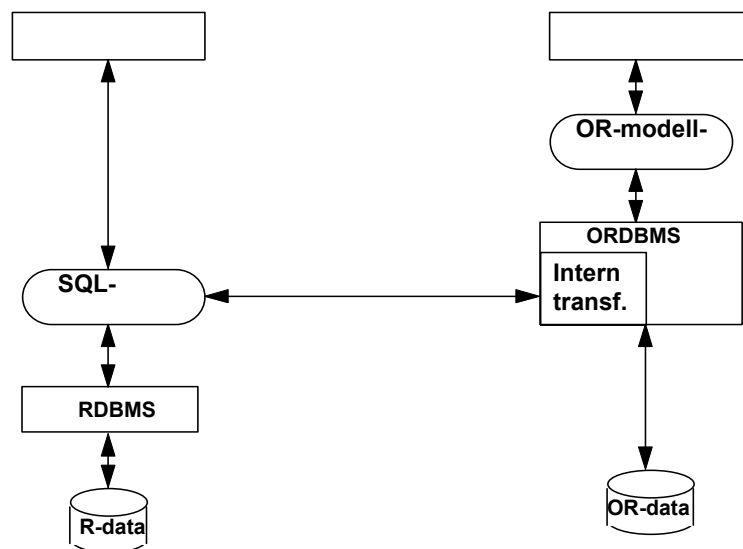 OR-modell-
ORDBMS
SQL-
Intern
transf.
RDBMS
R-data
OR-data